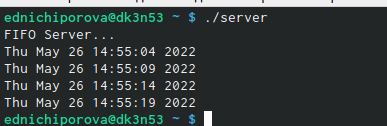 ednichiporova@dk3n53 ~ $ ./server
FIFO Server...
Thu May 26 14:55:04 2022
Thu May 26 14:55:09 2022
Thu May 26 14:55:14 2022
Thu May 26 14:55:19 2022
ednichiporova@dk3n53 ~ $